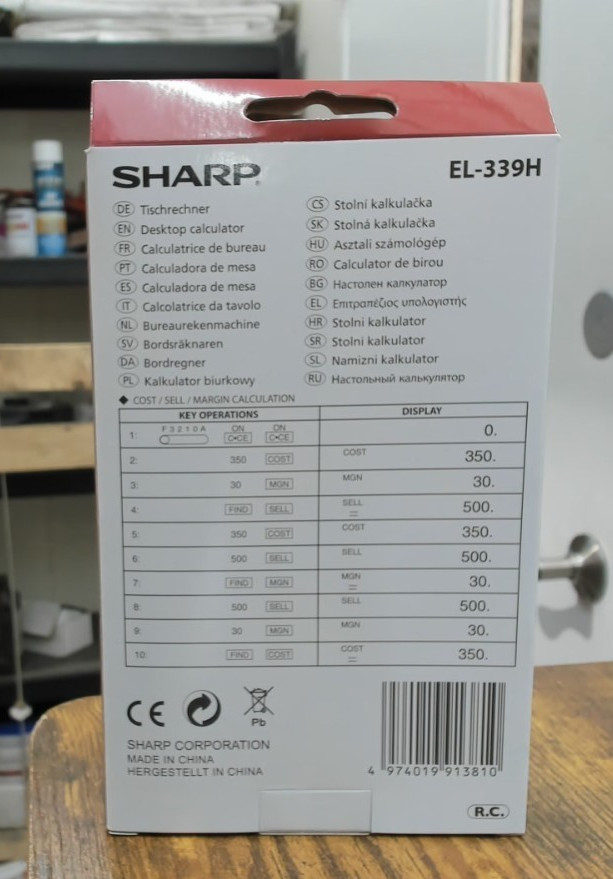 SHARP®
EL-339H
DE Tischrechner
EN Desktop calculator
FR Calculatrice de bureau
PT Calculadora de mesa
ES Calculadora de mesa
IT Calcolatrice da tavolo
NL Bureaurekenmachine
SV Bordsräknaren
DA Bordregner
PL Kalkulator biurkowy
CS Stolní kalkulačka
SK Stolná kalkulačka
HU Asztali számológép
RO Calculator de birou
BG Настолен калкулатор
EL Επιτραπέζιος υπολογιστής
HR Stolni kalkulator
SR Stolni kalkulator
SL Namizni kalkulator
RU Настольный калькулятор
◆ COST / SELL / MARGIN CALCULATION
KEY OPERATIONS DISPLAY
F 3 2 1 0 A ON ON
1: C•CE C•CE 0.
2: 350 COST COST 350.
3: 30 MGN MGN 30.
4: FIND SELL SELL = 500.
5: 350 COST COST 350.
6: 500 SELL SELL 500.
7: FIND MGN MGN = 30.
8: 500 SELL SELL 500.
9: 30 MGN MGN 30.
10: FIND COST COST = 350.
CE
Pb
SHARP CORPORATION
MADE IN CHINA
HERGESTELLT IN CHINA
4 974019 913810
R.C.